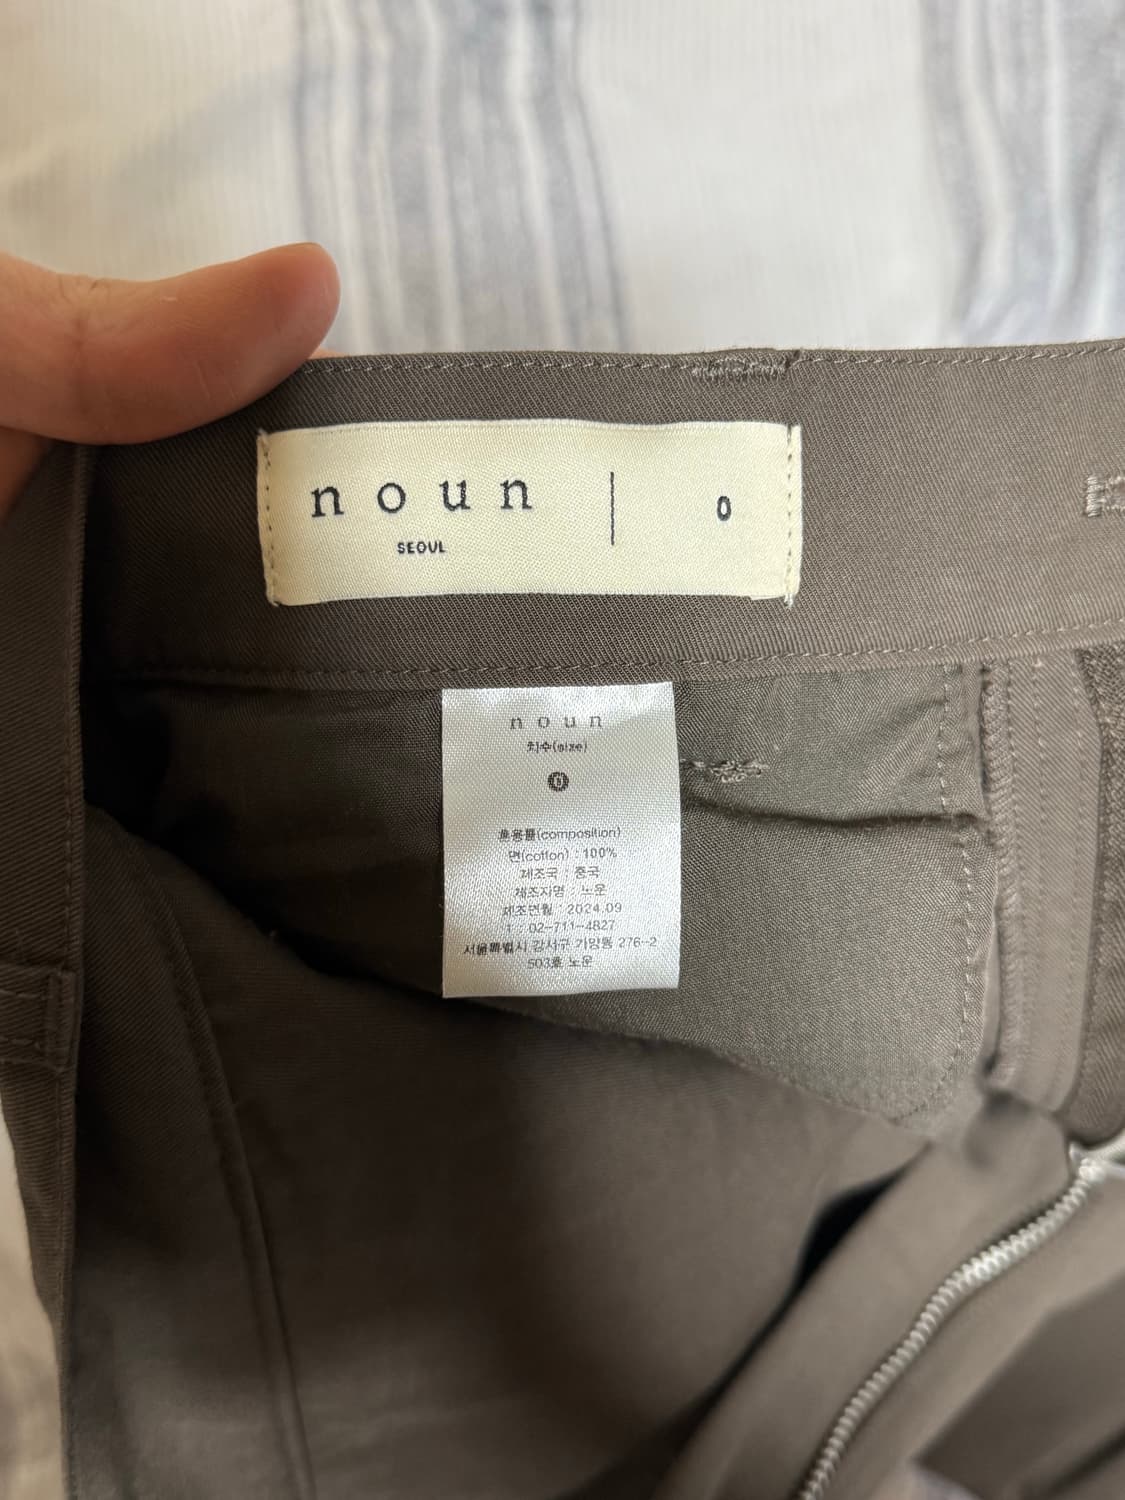 noun | 0
SEOUL
noun
치수(size)
0
혼용률(composition)
면(cotton) : 100%
제조국 : 중국
제조자명 : 노운
제조연월 : 2024.09
T : 02-711-4827
서울특별시 강서구 가양동 276-2
503호 노운